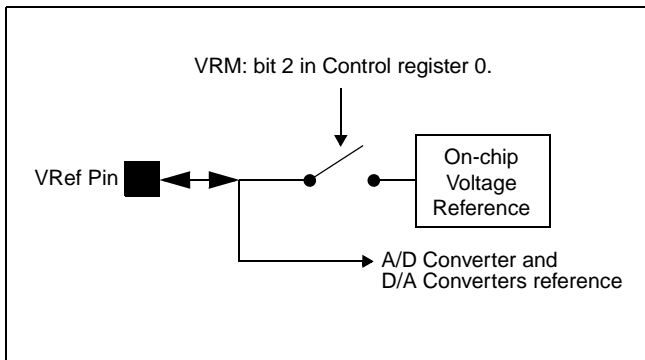 VRM: bit 2 in Control register 0.
VRef Pin
On-chip
Voltage
Reference
A/D Converter and
D/A Converters reference